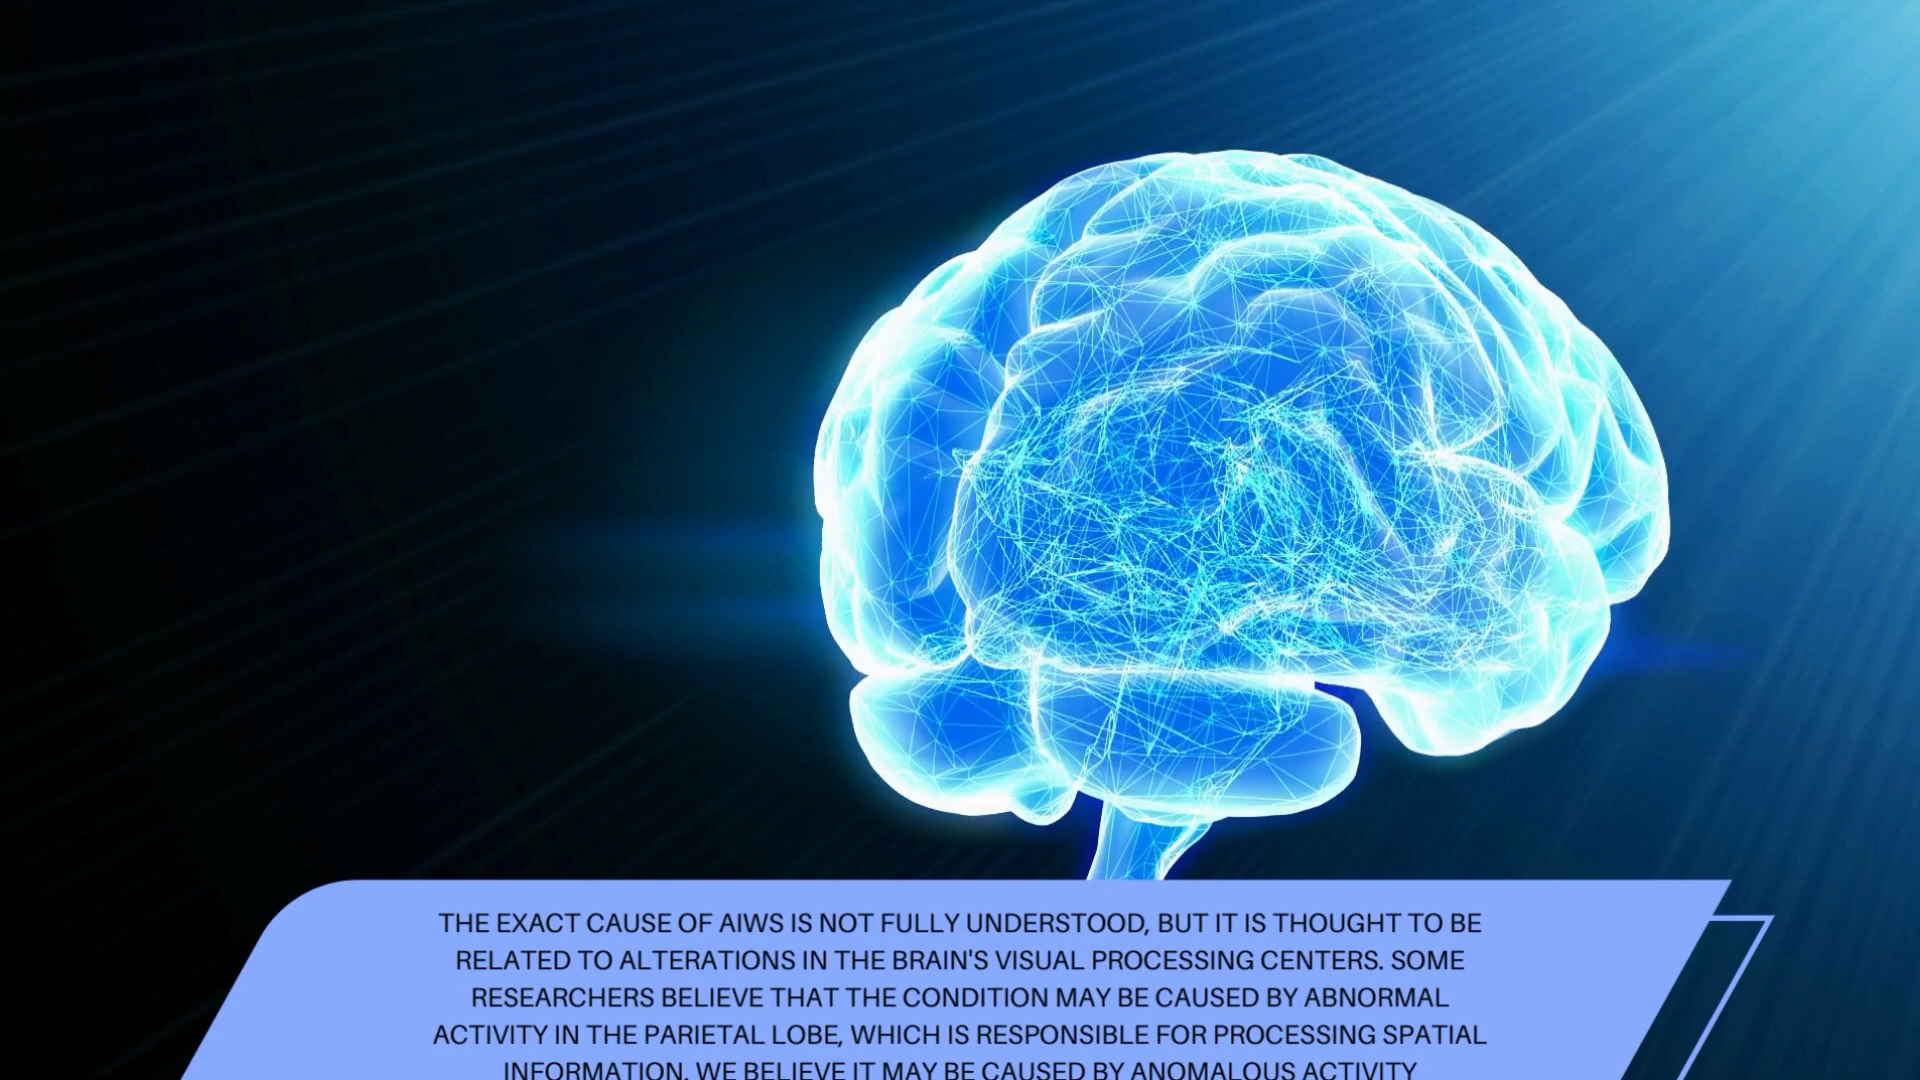 THE EXACT CAUSE OF AIWS IS NOT FULLY UNDERSTOOD, BUT IT IS THOUGHT TO BE
RELATED TO ALTERATIONS IN THE BRAIN'S VISUAL PROCESSING CENTERS. SOME
RESEARCHERS BELIEVE THAT THE CONDITION MAY BE CAUSED BY ABNORMAL
ACTIVITY IN THE PARIETAL LOBE, WHICH IS RESPONSIBLE FOR PROCESSING SPATIAL
INFORMATION. WE BELIEVE IT MAY BE CAUSED BY ANOMALOUS ACTIVITY